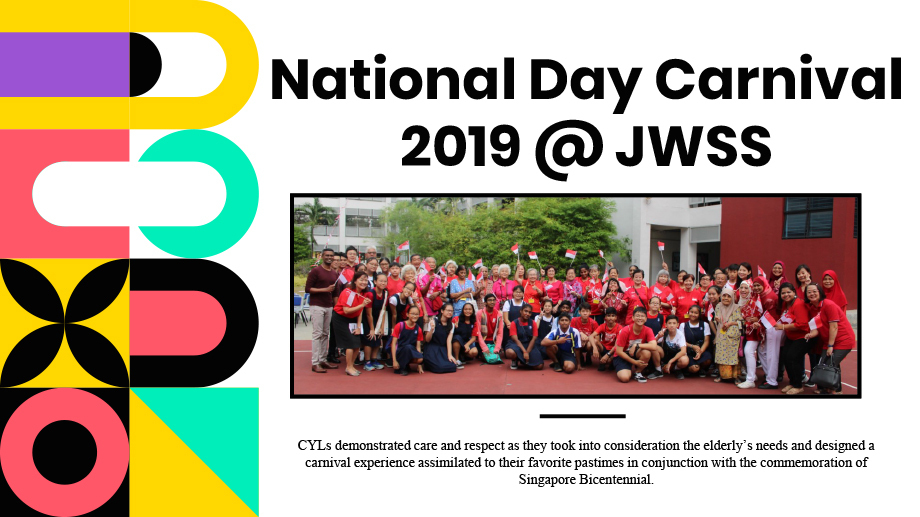 National Day Carnival
2019 @ JWSS
CYLs demonstrated care and respect as they took into consideration the elderly’s needs and designed a
carnival experience assimilated to their favorite pastimes in conjunction with the commemoration of
Singapore Bicentennial.